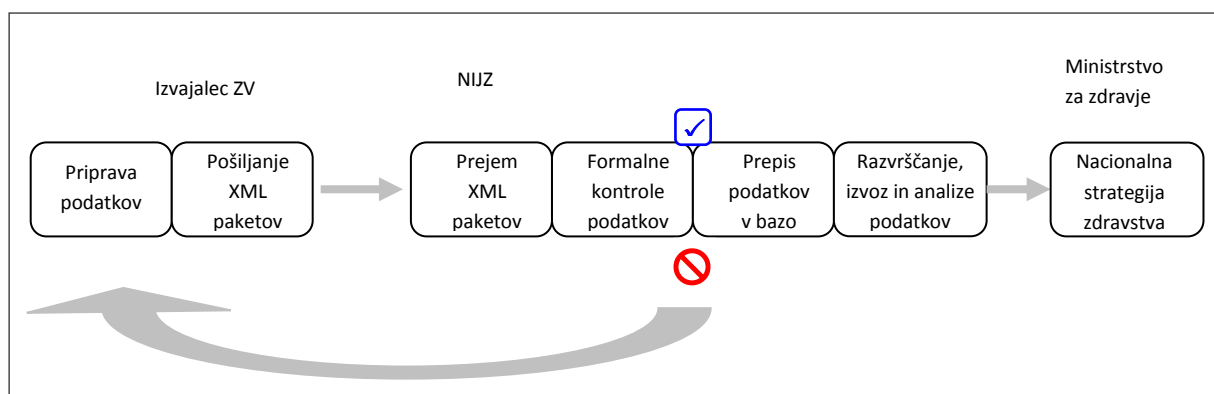 Izvajalec ZV
NIJZ
Ministrstvo
za zdravje
Priprava
podatkov
Pošiljanje
XML
paketov
Prejem
XML
paketov
Formalne
kontrole
podatkov
Prepis
podatkov
v bazo
Razvrščanje,
izvoz in analize
podatkov
Nacionalna
strategija
zdravstva